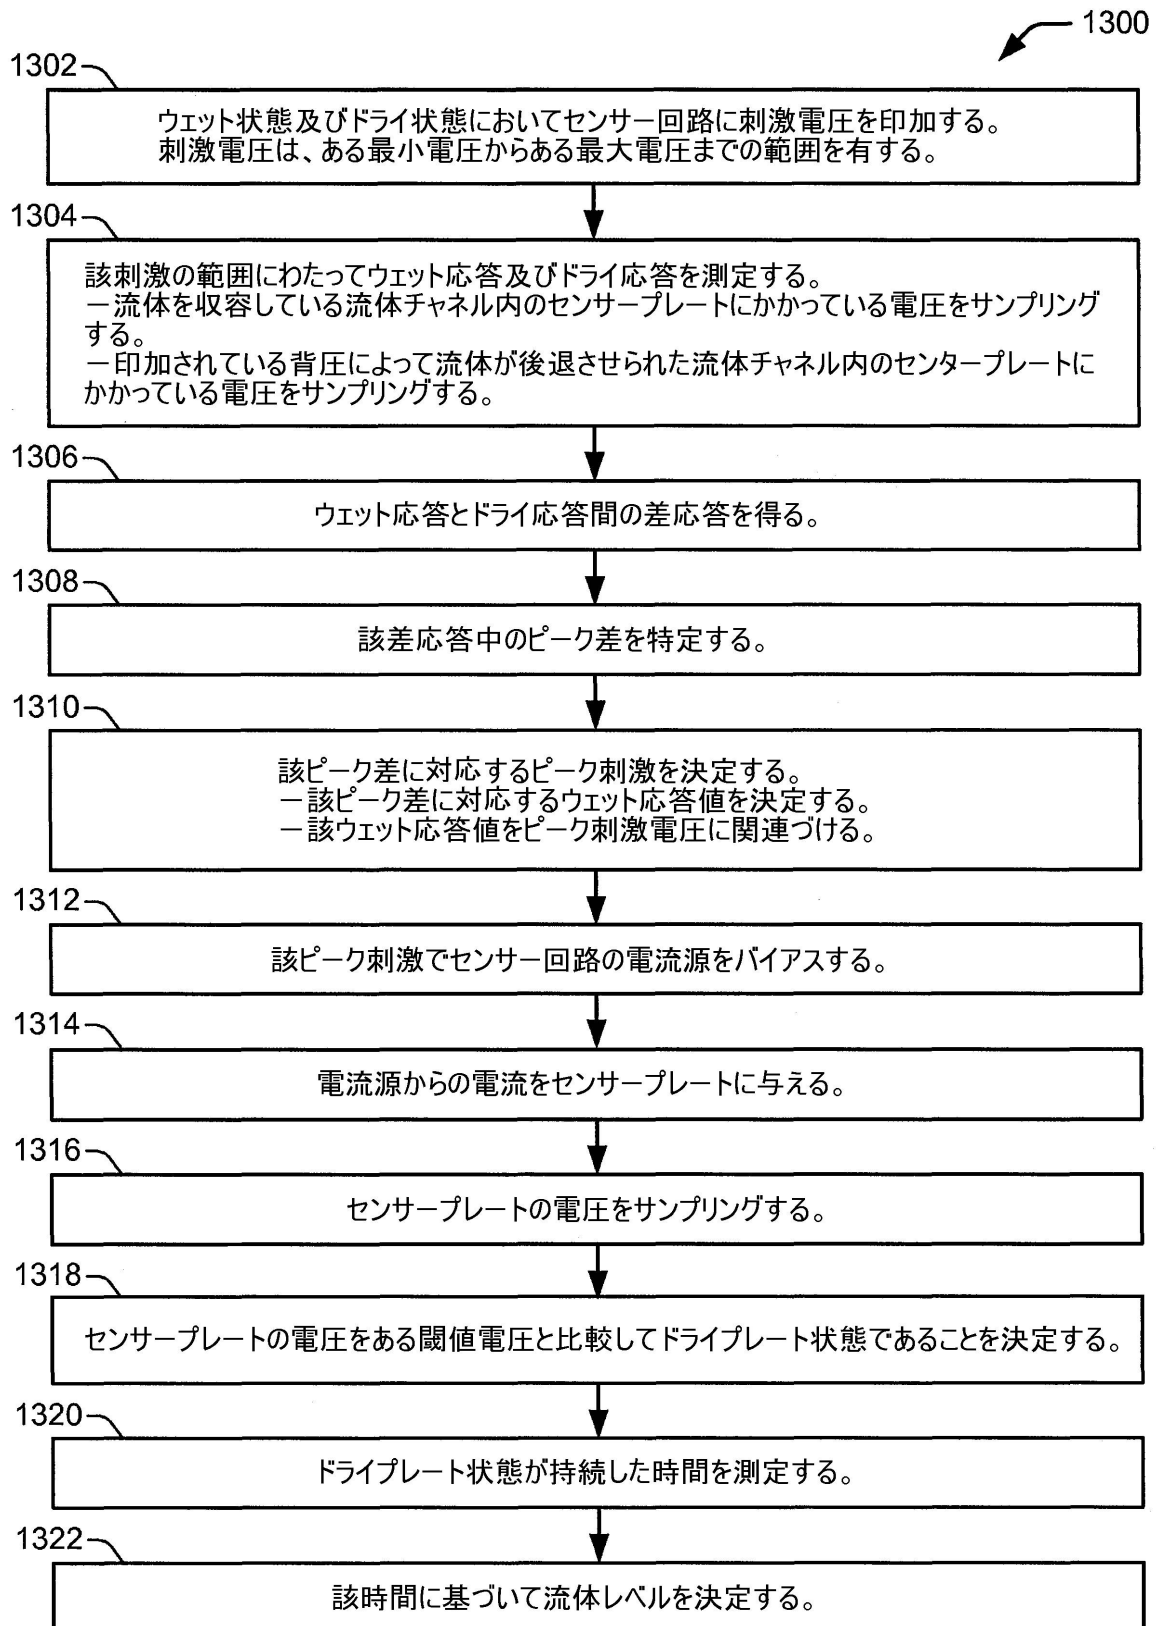 1300
1302
ウェット状態及びドライ状態においてセンサー回路に刺激電圧を印加する。
刺激電圧は、ある最小電圧からある最大電圧までの範囲を有する。
1304
該刺激の範囲にわたってウェット応答及びドライ応答を測定する。
－流体を収容している流体チャネル内のセンサープレートにかかっている電圧をサンプリング
する。
－印加されている背圧によって流体が後退させられた流体チャネル内のセンタープレートに
かかっている電圧をサンプリングする。
1306
ウェット応答とドライ応答間の差応答を得る。
1308
該差応答中のピーク差を特定する。
1310
該ピーク差に対応するピーク刺激を決定する。
－該ピーク差に対応するウェット応答値を決定する。
－該ウェット応答値をピーク刺激電圧に関連づける。
1312
該ピーク刺激でセンサー回路の電流源をバイアスする。
1314
電流源からの電流をセンサープレートに与える。
1316
センサープレートの電圧をサンプリングする。
1318
センサープレートの電圧をある閾値電圧と比較してドライプレート状態であることを決定する。
1320
ドライプレート状態が持続した時間を測定する。
1322
該時間に基づいて流体レベルを決定する。